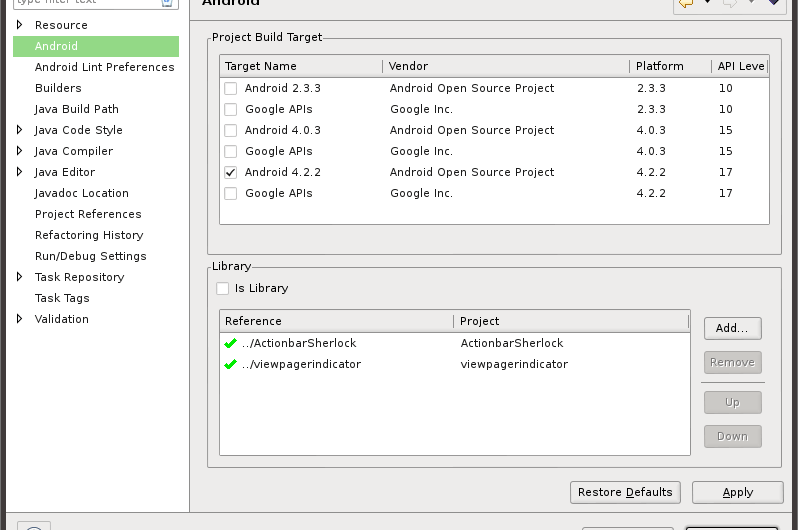 type filter text
Android
Resource
Android
Android Lint Preferences
Builders
Java Build Path
Java Code Style
Java Compiler
Java Editor
Javadoc Location
Project References
Refactoring History
Run/Debug Settings
Task Repository
Task Tags
Validation
Project Build Target
Target Name Vendor Platform API Leve
Android 2.3.3 Android Open Source Project 2.3.3 10
Google APIs Google Inc. 2.3.3 10
Android 4.0.3 Android Open Source Project 4.0.3 15
Google APIs Google Inc. 4.0.3 15
Android 4.2.2 Android Open Source Project 4.2.2 17
Google APIs Google Inc. 4.2.2 17
Library
Is Library
Reference Project
../ActionbarSherlock ActionbarSherlock
../viewpagerindicator viewpagerindicator
Add...
Remove
Up
Down
Restore Defaults Apply